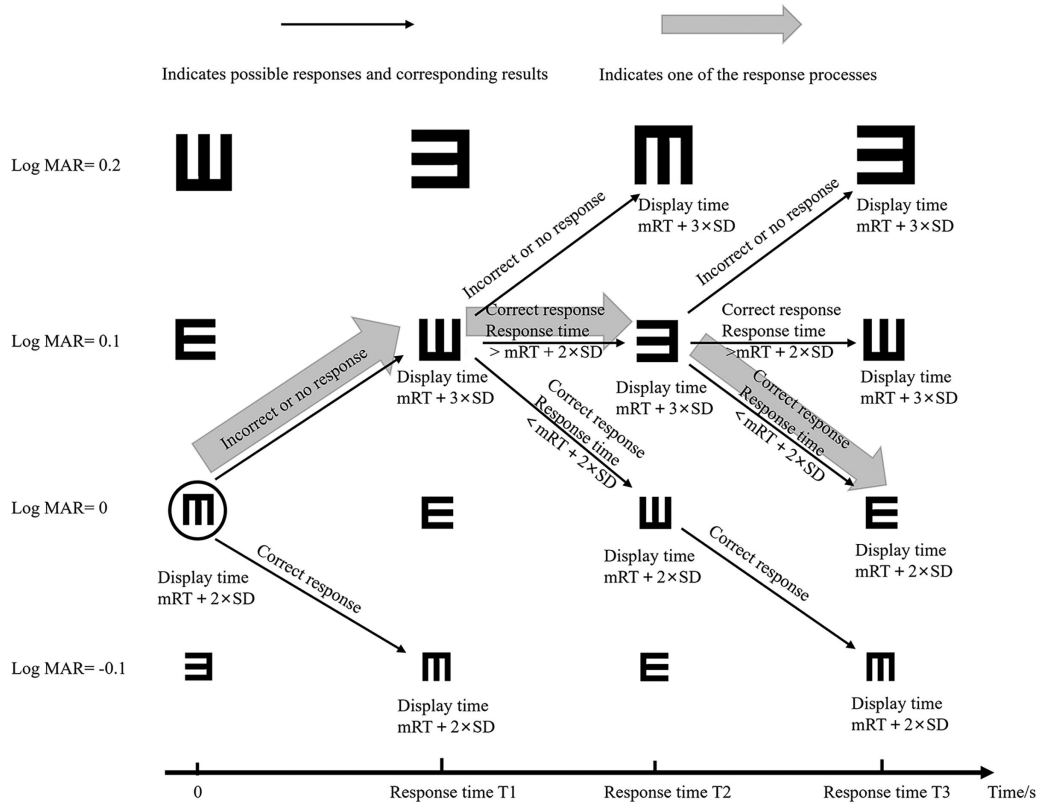 Indicates possible responses and corresponding results
Indicates one of the response processes
Log MAR= 0.2
Display time
mRT + 3×SD
Display time
mRT + 3×SD
Incorrect or no response
Incorrect or no response
Log MAR= 0.1
Correct response
Response time
> mRT + 2×SD
Correct response
Response time
>mRT + 2×SD
Display time
mRT + 3×SD
Display time
mRT + 3×SD
Display time
mRT + 3×SD
Incorrect or no response
Correct response
Response time
< mRT + 2×SD
Correct response
Response time
< mRT + 2×SD
Log MAR= 0
Display time
mRT + 2×SD
Display time
mRT + 2×SD
Display time
mRT + 2×SD
Correct response
Correct response
Log MAR= -0.1
Display time
mRT + 2×SD
Display time
mRT + 2×SD
0
Response time T1
Response time T2
Response time T3
Time/s